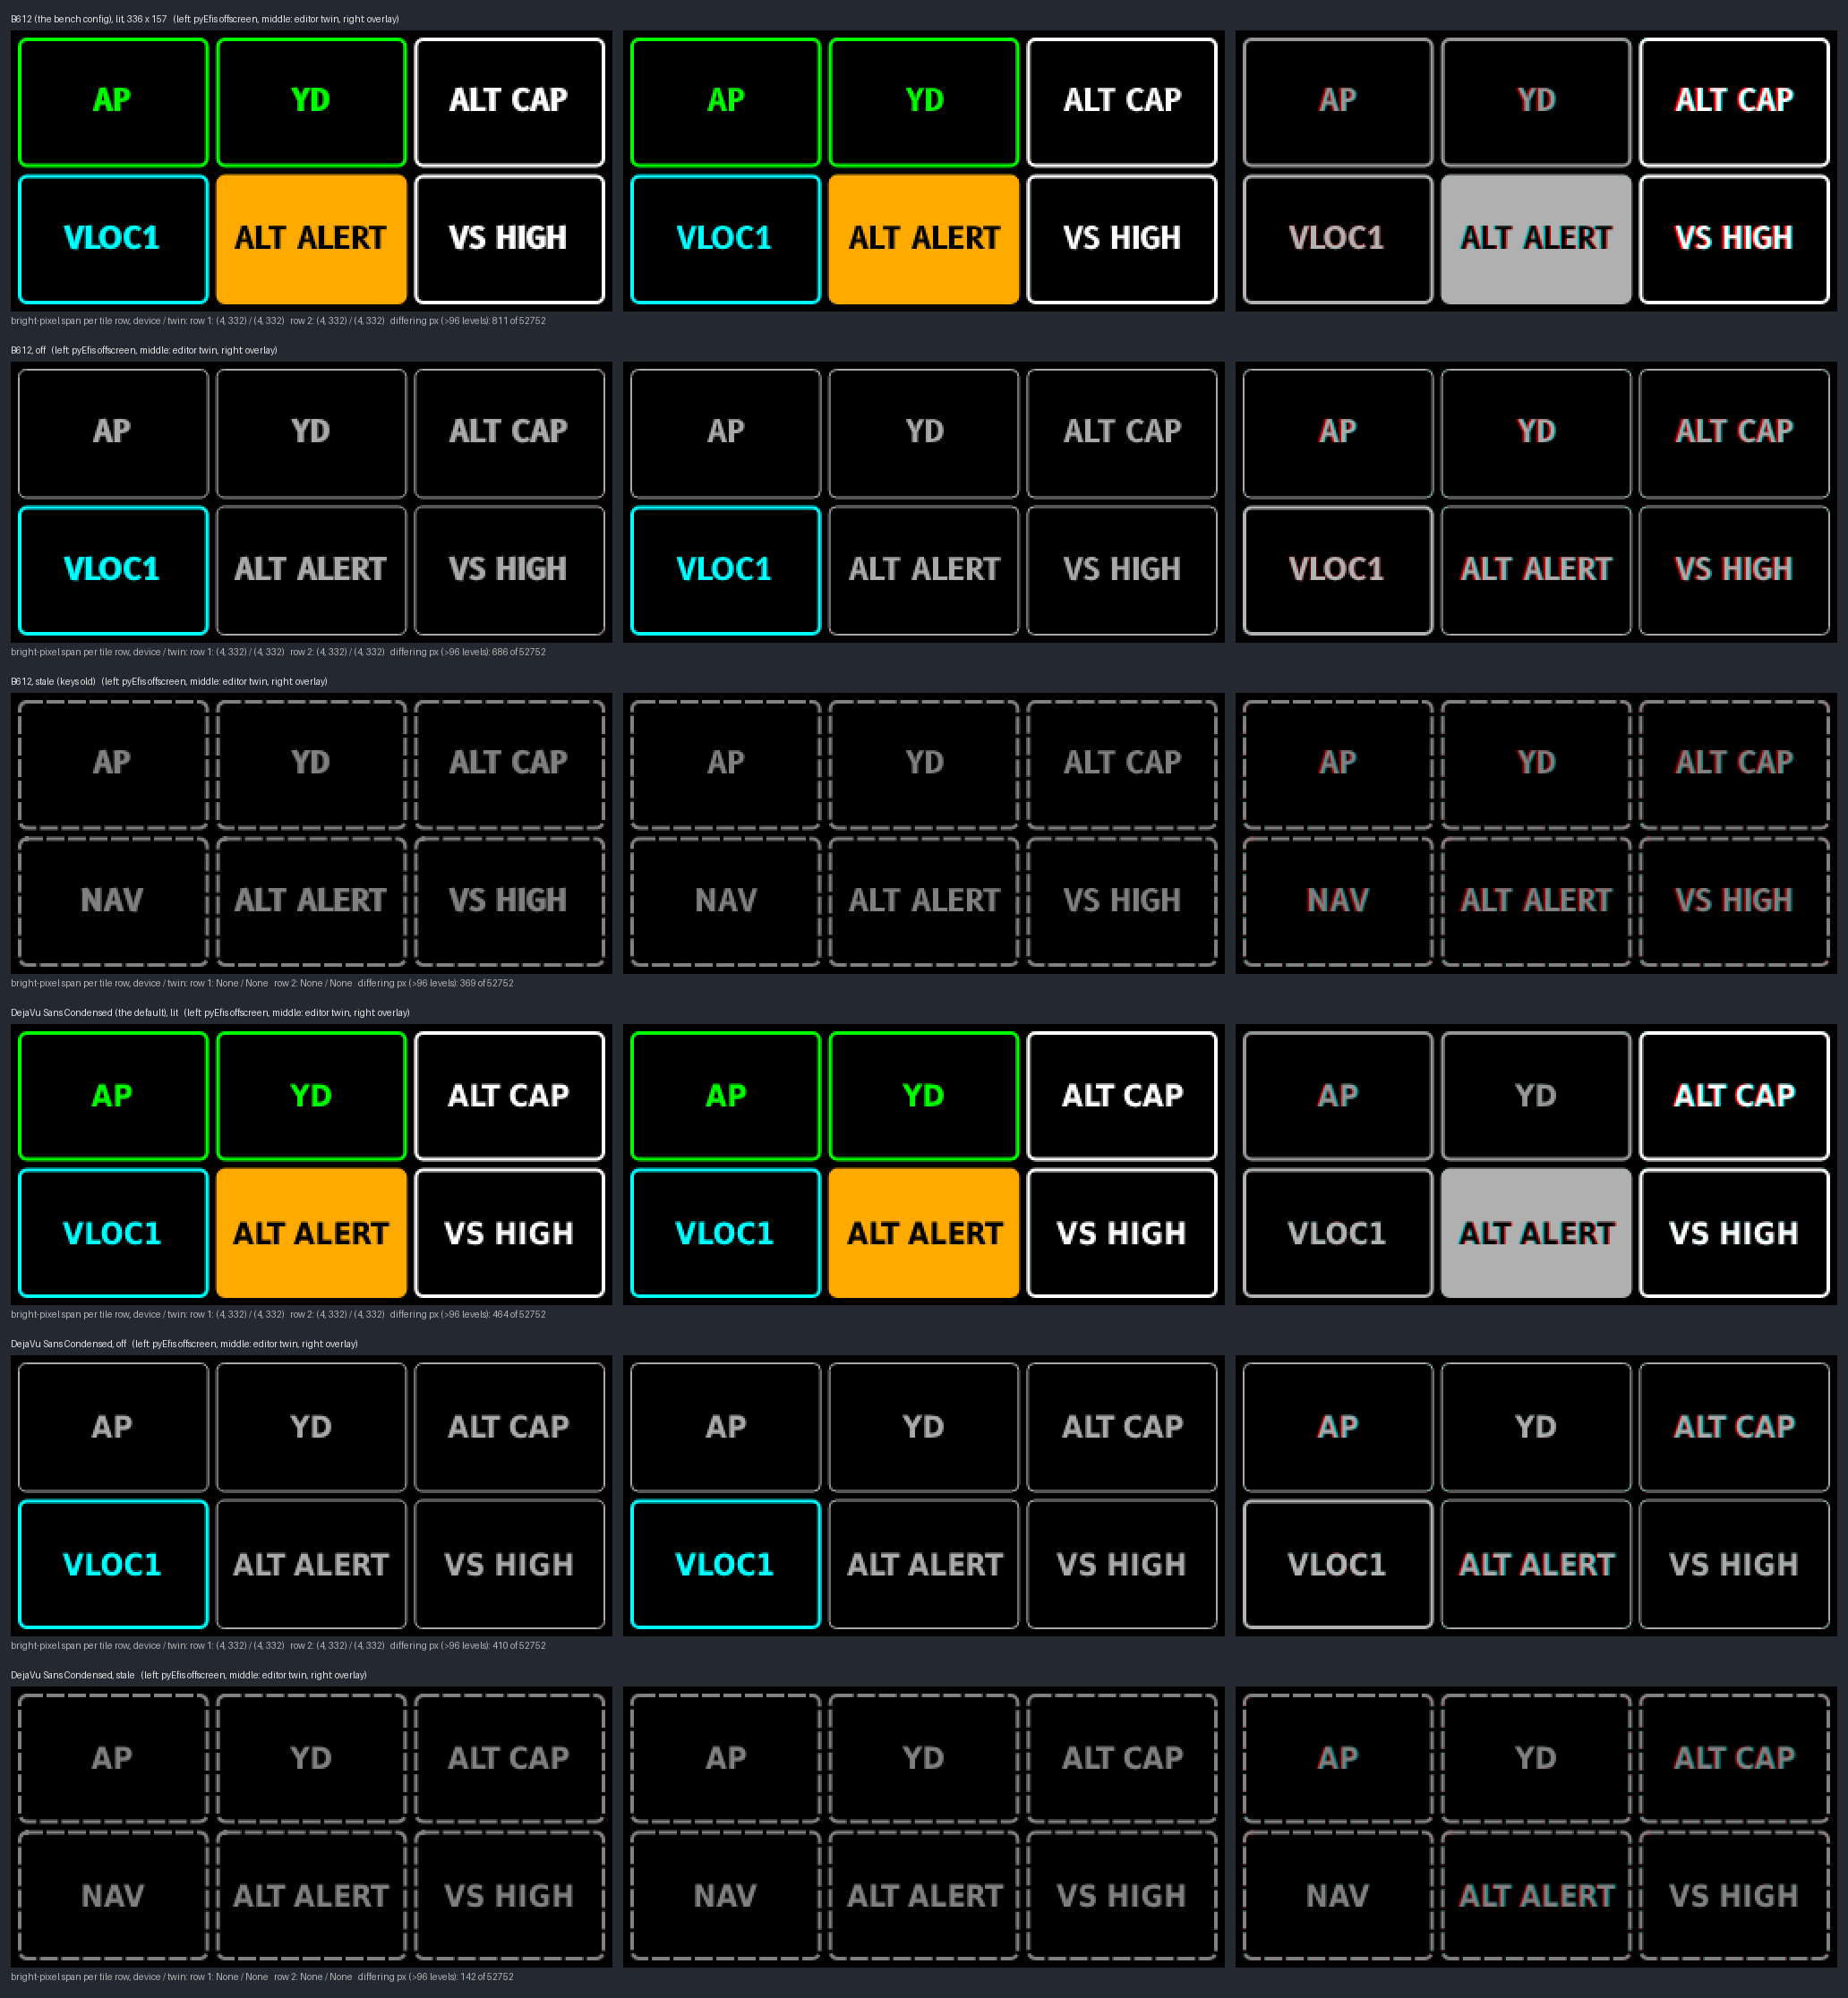 B612 (the bench config), lit, 336 x 157 (left: pyEfis offscreen, middle: editor twin, right: overlay)
AP YD ALT CAP AP YD ALT CAP AP YD ALT CAP
VLOC1 ALT ALERT VS HIGH VLOC1 ALT ALERT VS HIGH VLOC1 ALT ALERT VS HIGH
bright-pixel span per tile row, device / twin: row 1: (4, 332) / (4, 332) row 2: (4, 332) / (4, 332) differing px (>96 levels): 811 of 52752
B612, off (left: pyEfis offscreen, middle: editor twin, right: overlay)
AP YD ALT CAP AP YD ALT CAP AP YD ALT CAP
VLOC1 ALT ALERT VS HIGH VLOC1 ALT ALERT VS HIGH VLOC1 ALT ALERT VS HIGH
bright-pixel span per tile row, device / twin: row 1: (4, 332) / (4, 332) row 2: (4, 332) / (4, 332) differing px (>96 levels): 686 of 52752
B612, stale (keys old) (left: pyEfis offscreen, middle: editor twin, right: overlay)
AP YD ALT CAP AP YD ALT CAP AP YD ALT CAP
NAV ALT ALERT VS HIGH NAV ALT ALERT VS HIGH NAV ALT ALERT VS HIGH
bright-pixel span per tile row, device / twin: row 1: None / None row 2: None / None differing px (>96 levels): 369 of 52752
DejaVu Sans Condensed (the default), lit (left: pyEfis offscreen, middle: editor twin, right: overlay)
AP YD ALT CAP AP YD ALT CAP AP YD ALT CAP
VLOC1 ALT ALERT VS HIGH VLOC1 ALT ALERT VS HIGH VLOC1 ALT ALERT VS HIGH
bright-pixel span per tile row, device / twin: row 1: (4, 332) / (4, 332) row 2: (4, 332) / (4, 332) differing px (>96 levels): 464 of 52752
DejaVu Sans Condensed, off (left: pyEfis offscreen, middle: editor twin, right: overlay)
AP YD ALT CAP AP YD ALT CAP AP YD ALT CAP
VLOC1 ALT ALERT VS HIGH VLOC1 ALT ALERT VS HIGH VLOC1 ALT ALERT VS HIGH
bright-pixel span per tile row, device / twin: row 1: (4, 332) / (4, 332) row 2: (4, 332) / (4, 332) differing px (>96 levels): 410 of 52752
DejaVu Sans Condensed, stale (left: pyEfis offscreen, middle: editor twin, right: overlay)
AP YD ALT CAP AP YD ALT CAP AP YD ALT CAP
NAV ALT ALERT VS HIGH NAV ALT ALERT VS HIGH NAV ALT ALERT VS HIGH
bright-pixel span per tile row, device / twin: row 1: None / None row 2: None / None differing px (>96 levels): 142 of 52752